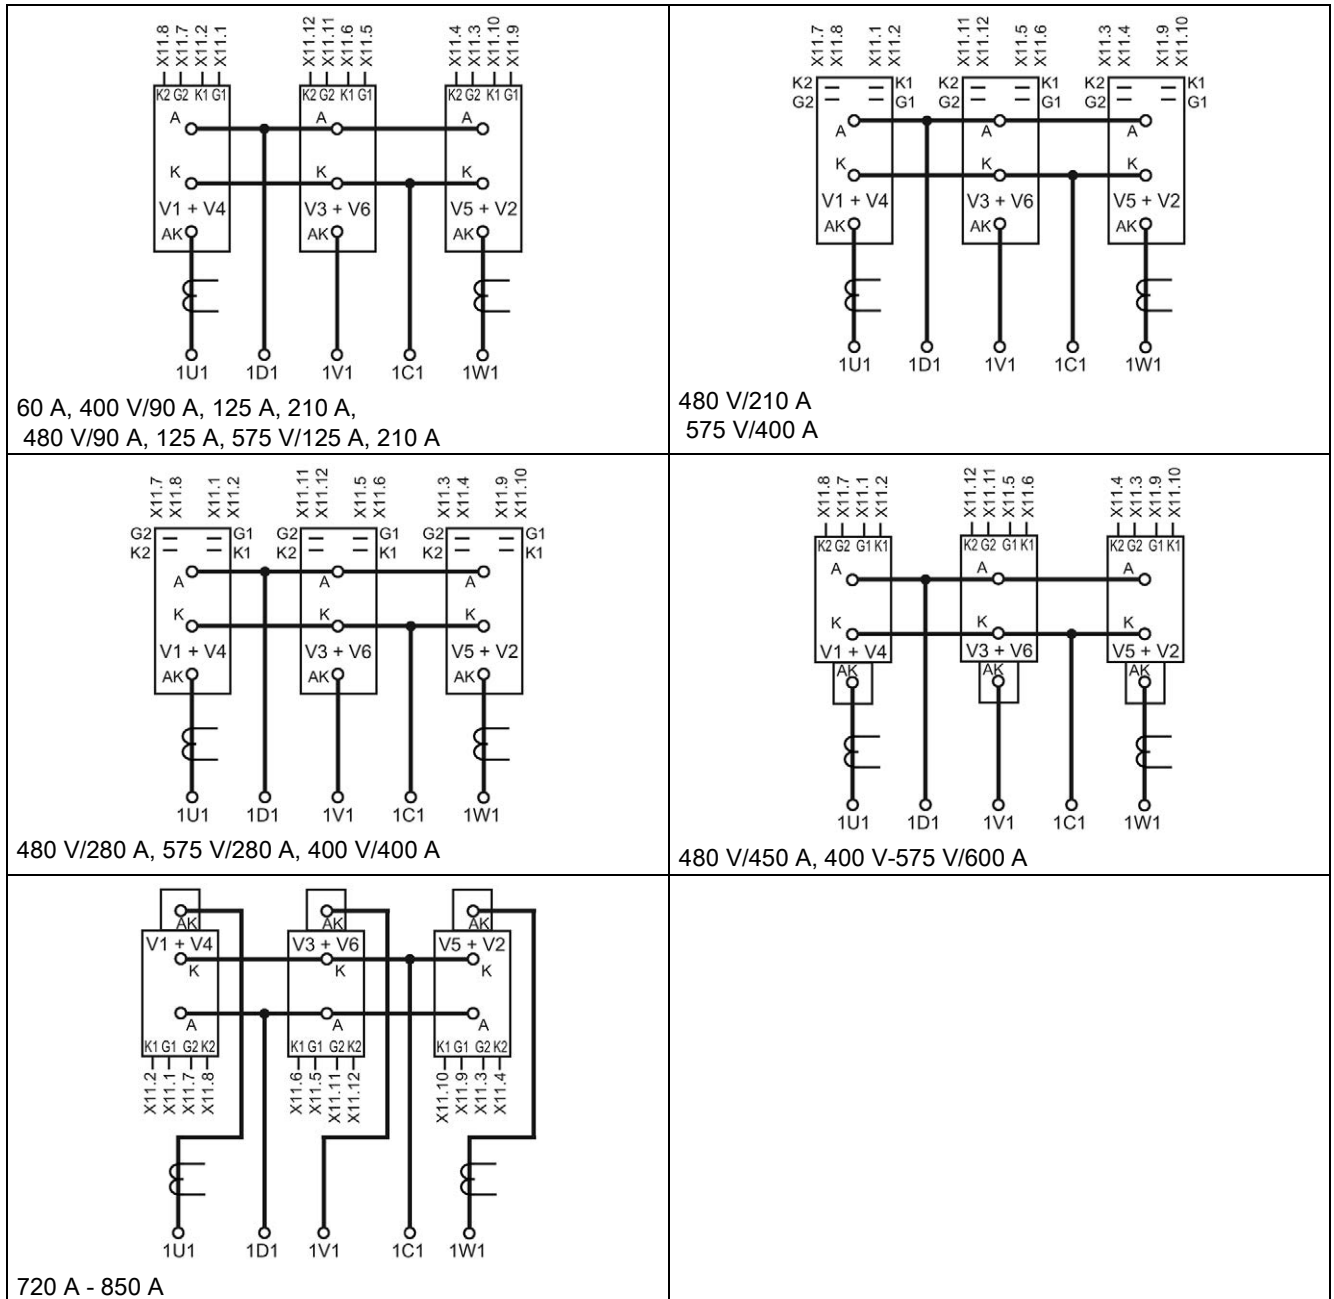 X11.8 X11.7 X11.2 X11.1 X11.12 X11.11 X11.6 X11.5 X11.4 X11.3 X11.10 X11.9
K2 G2 K1 G1 K2 G2 K1 G1 K2 G2 K1 G1
A A A
K K K
V1 + V4 V3 + V6 V5 + V2
AK AK AK
1U1 1D1 1V1 1C1 1W1
60 A, 400 V/90 A, 125 A, 210 A,
480 V/90 A, 125 A, 575 V/125 A, 210 A
X11.7 X11.8 X11.1 X11.2 X11.11 X11.12 X11.5 X11.6 X11.3 X11.4 X11.9 X11.10
K2 K1 K2 K1 K2 K1
G2 G1 G2 G1 G2 G1
A A A
K K K
V1 + V4 V3 + V6 V5 + V2
AK AK AK
1U1 1D1 1V1 1C1 1W1
480 V/210 A
575 V/400 A
X11.7 X11.8 X11.1 X11.2 X11.11 X11.12 X11.5 X11.6 X11.3 X11.4 X11.9 X11.10
G2 G1 G2 G1 G2 G1
K2 K1 K2 K1 K2 K1
A A A
K K K
V1 + V4 V3 + V6 V5 + V2
AK AK AK
1U1 1D1 1V1 1C1 1W1
480 V/280 A, 575 V/280 A, 400 V/400 A
X11.8 X11.7 X11.1 X11.2 X11.12 X11.11 X11.5 X11.6 X11.4 X11.3 X11.9 X11.10
K2 G2 G1 K1 K2 G2 G1 K1 K2 G2 G1 K1
A A A
K K K
V1 + V4 V3 + V6 V5 + V2
AK AK AK
1U1 1D1 1V1 1C1 1W1
480 V/450 A, 400 V-575 V/600 A
AK AK AK
V1 + V4 V3 + V6 V5 + V2
K K K
A A A
K1 G1 G2 K2 K1 G1 G2 K2 K1 G1 G2 K2
X11.2 X11.1 X11.7 X11.8 X11.6 X11.5 X11.11 X11.12 X11.10 X11.9 X11.3 X11.4
1U1 1D1 1V1 1C1 1W1
720 A - 850 A